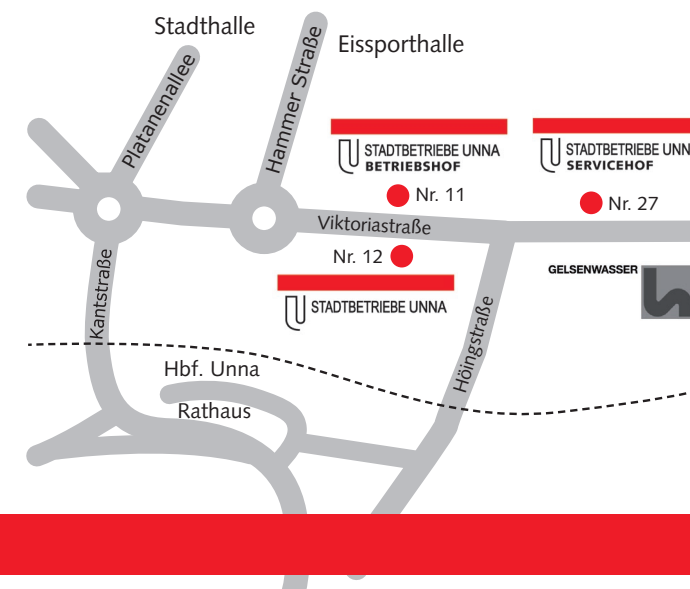 Stadthalle
Eissporthalle
Platanenallee
Hammer Straße
STADTBETRIEBE UNNA
BETRIEBSHOF
STADTBETRIEBE UNN
SERVICEHOF
Nr. 11
Nr. 27
Viktoriastraße
Nr. 12
GELSENWASSER
STADTBETRIEBE UNNA
Kantstraße
Höingstraße
Hbf. Unna
Rathaus